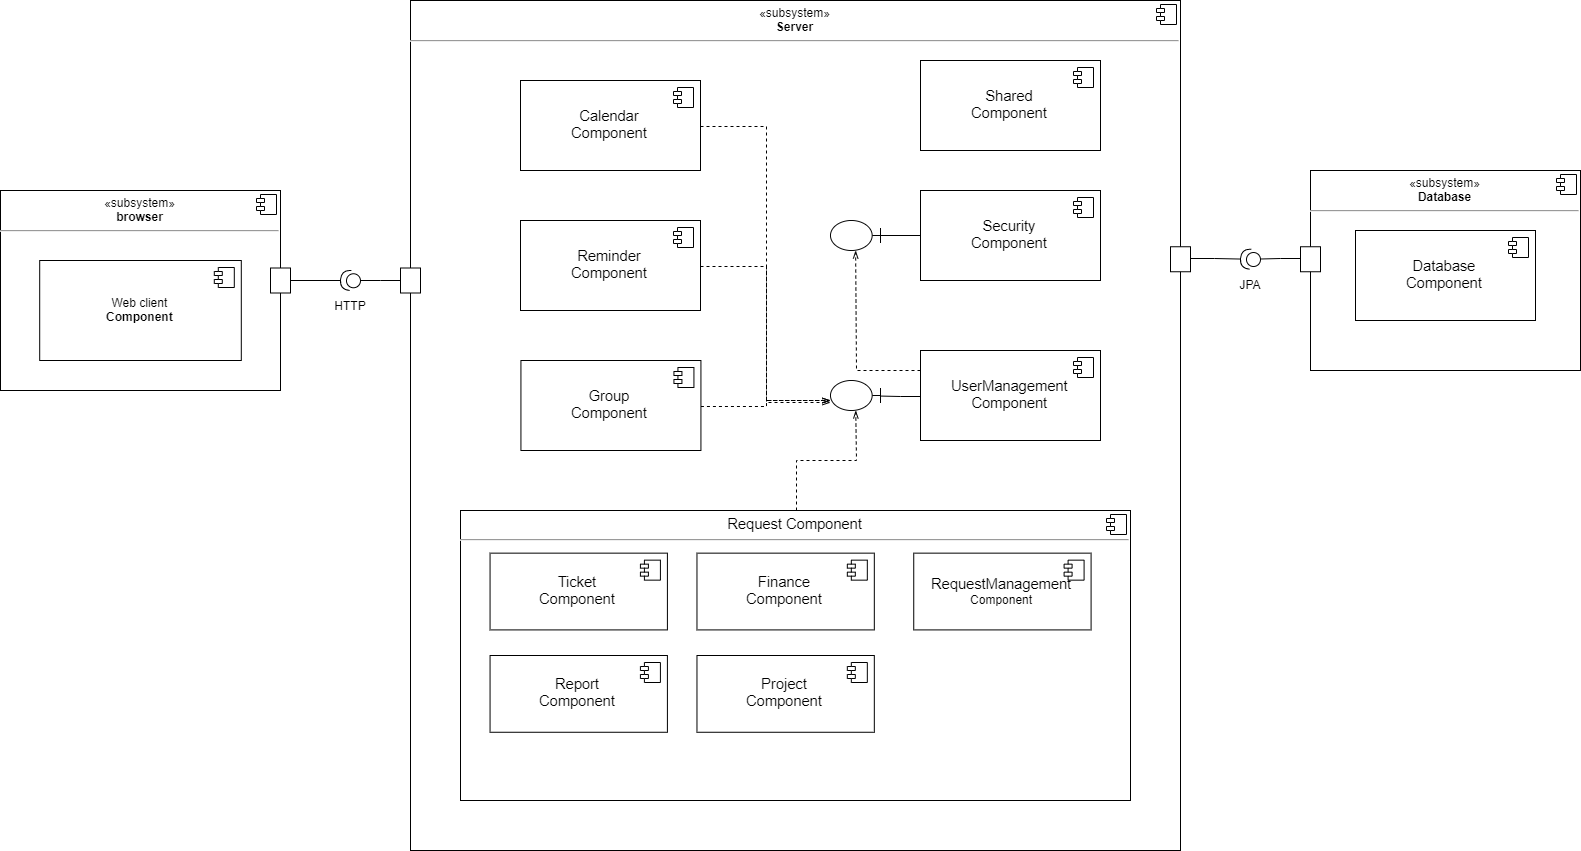 «subsystem»
browser
Web client
Component
HTTP
«subsystem»
Server
Calendar
Component
Reminder
Component
Group
Component
Shared
Component
Security
Component
UserManagement
Component
Request Component
Ticket
Component
Finance
Component
RequestManagement
Component
Report
Component
Project
Component
JPA
«subsystem»
Database
Database
Component